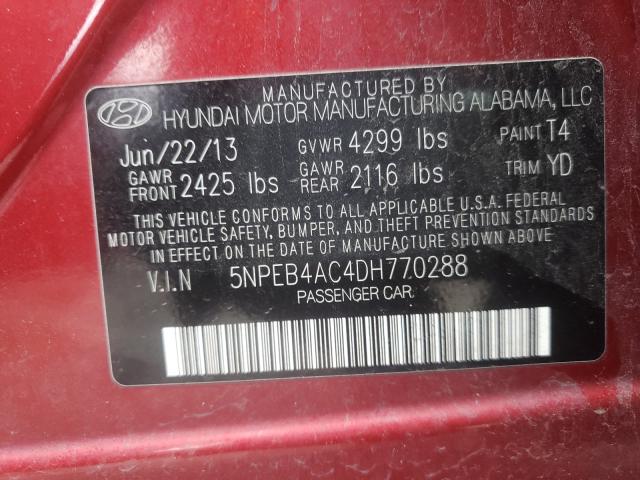 MANUFACTURED BY
HYUNDAI MOTOR MANUFACTURING ALABAMA, LLC
Jun/22/13 GVWR 4299 lbs PAINT T4
GAWR FRONT 2425 lbs GAWR REAR 2116 lbs TRIM YD
THIS VEHICLE CONFORMS TO ALL APPLICABLE U.S.A. FEDERAL
MOTOR VEHICLE SAFETY, BUMPER, AND THEFT PREVENTION STANDARDS
IN EFFECT ON THE DATE OF MANUFACTURE SHOWN ABOVE.
V.I.N 5NPEB4AC4DH770288
PASSENGER CAR